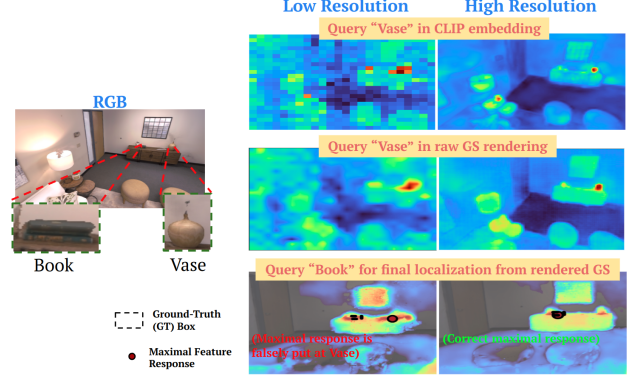 Low Resolution
High Resolution
Query “Vase” in CLIP embedding
RGB
Query “Vase” in raw GS rendering
Book
Vase
Query “Book” for final localization from rendered GS
Ground-Truth
(GT) Box
Maximal Feature
Response
(Maximal response is
falsely put at Vase)
(Correct maximal response)